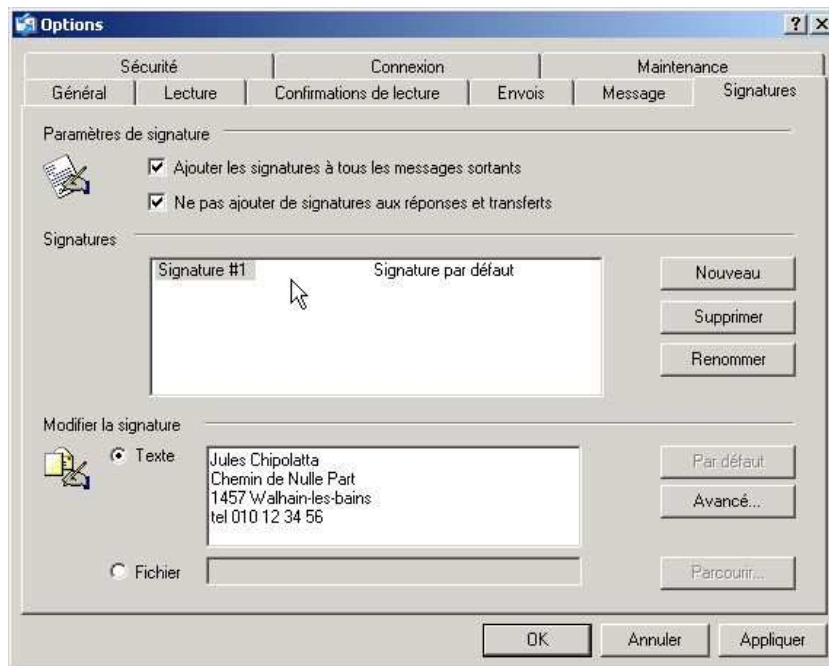 Options
Sécurité Connexion Maintenance
Général Lecture Confirmations de lecture Envois Message Signatures
Paramètres de signature
Ajouter les signatures à tous les messages sortants
Ne pas ajouter de signatures aux réponses et transferts
Signatures
Signature #1 Signature par défaut
Nouveau
Supprimer
Renommer
Modifier la signature
Texte
Jules Chipolatta
Chemin de Nulle Part
1457 Walhain-les-bains
tel 010 12 34 56
Par défaut
Avancé...
Fichier
Parcourir...
OK Annuler Appliquer